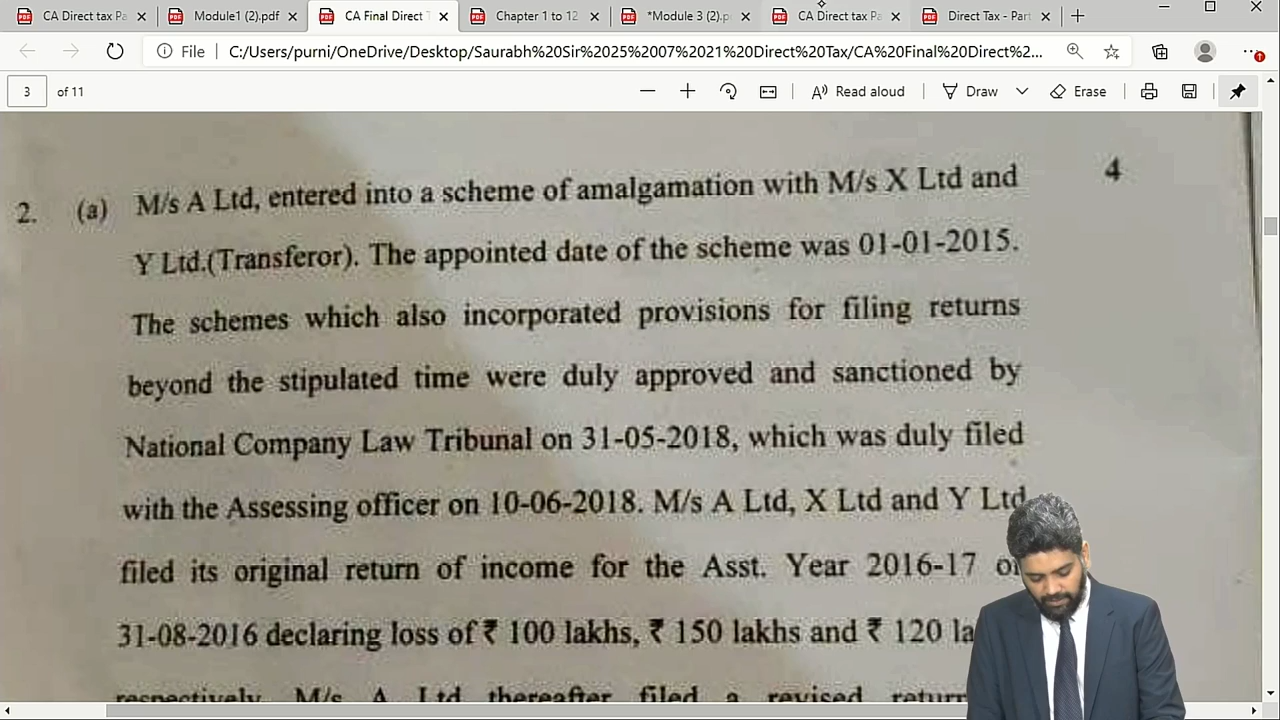 CA Direct tax Pa
Module1 (2).pdf
CA Final Direct T
Chapter 1 to 12
*Module 3 (2).p
CA Direct tax Pa
Direct Tax - Part
File C:/Users/purni/OneDrive/Desktop/Saurabh%20Sir%2025%2007%2021%20Direct%20Tax/CA%20Final%20Direct%2...
3 of 11
Read aloud
Draw
Erase
2. (a) M/s A Ltd, entered into a scheme of amalgamation with M/s X Ltd and 4
Y Ltd.(Transferor). The appointed date of the scheme was 01-01-2015.
The schemes which also incorporated provisions for filing returns
beyond the stipulated time were duly approved and sanctioned by
National Company Law Tribunal on 31-05-2018, which was duly filed
with the Assessing officer on 10-06-2018. M/s A Ltd, X Ltd and Y Ltd
filed its original return of income for the Asst. Year 2016-17 o
31-08-2016 declaring loss of ₹ 100 lakhs, ₹ 150 lakhs and ₹ 120 la
respectively. M/s A Ltd thereafter filed a revised return